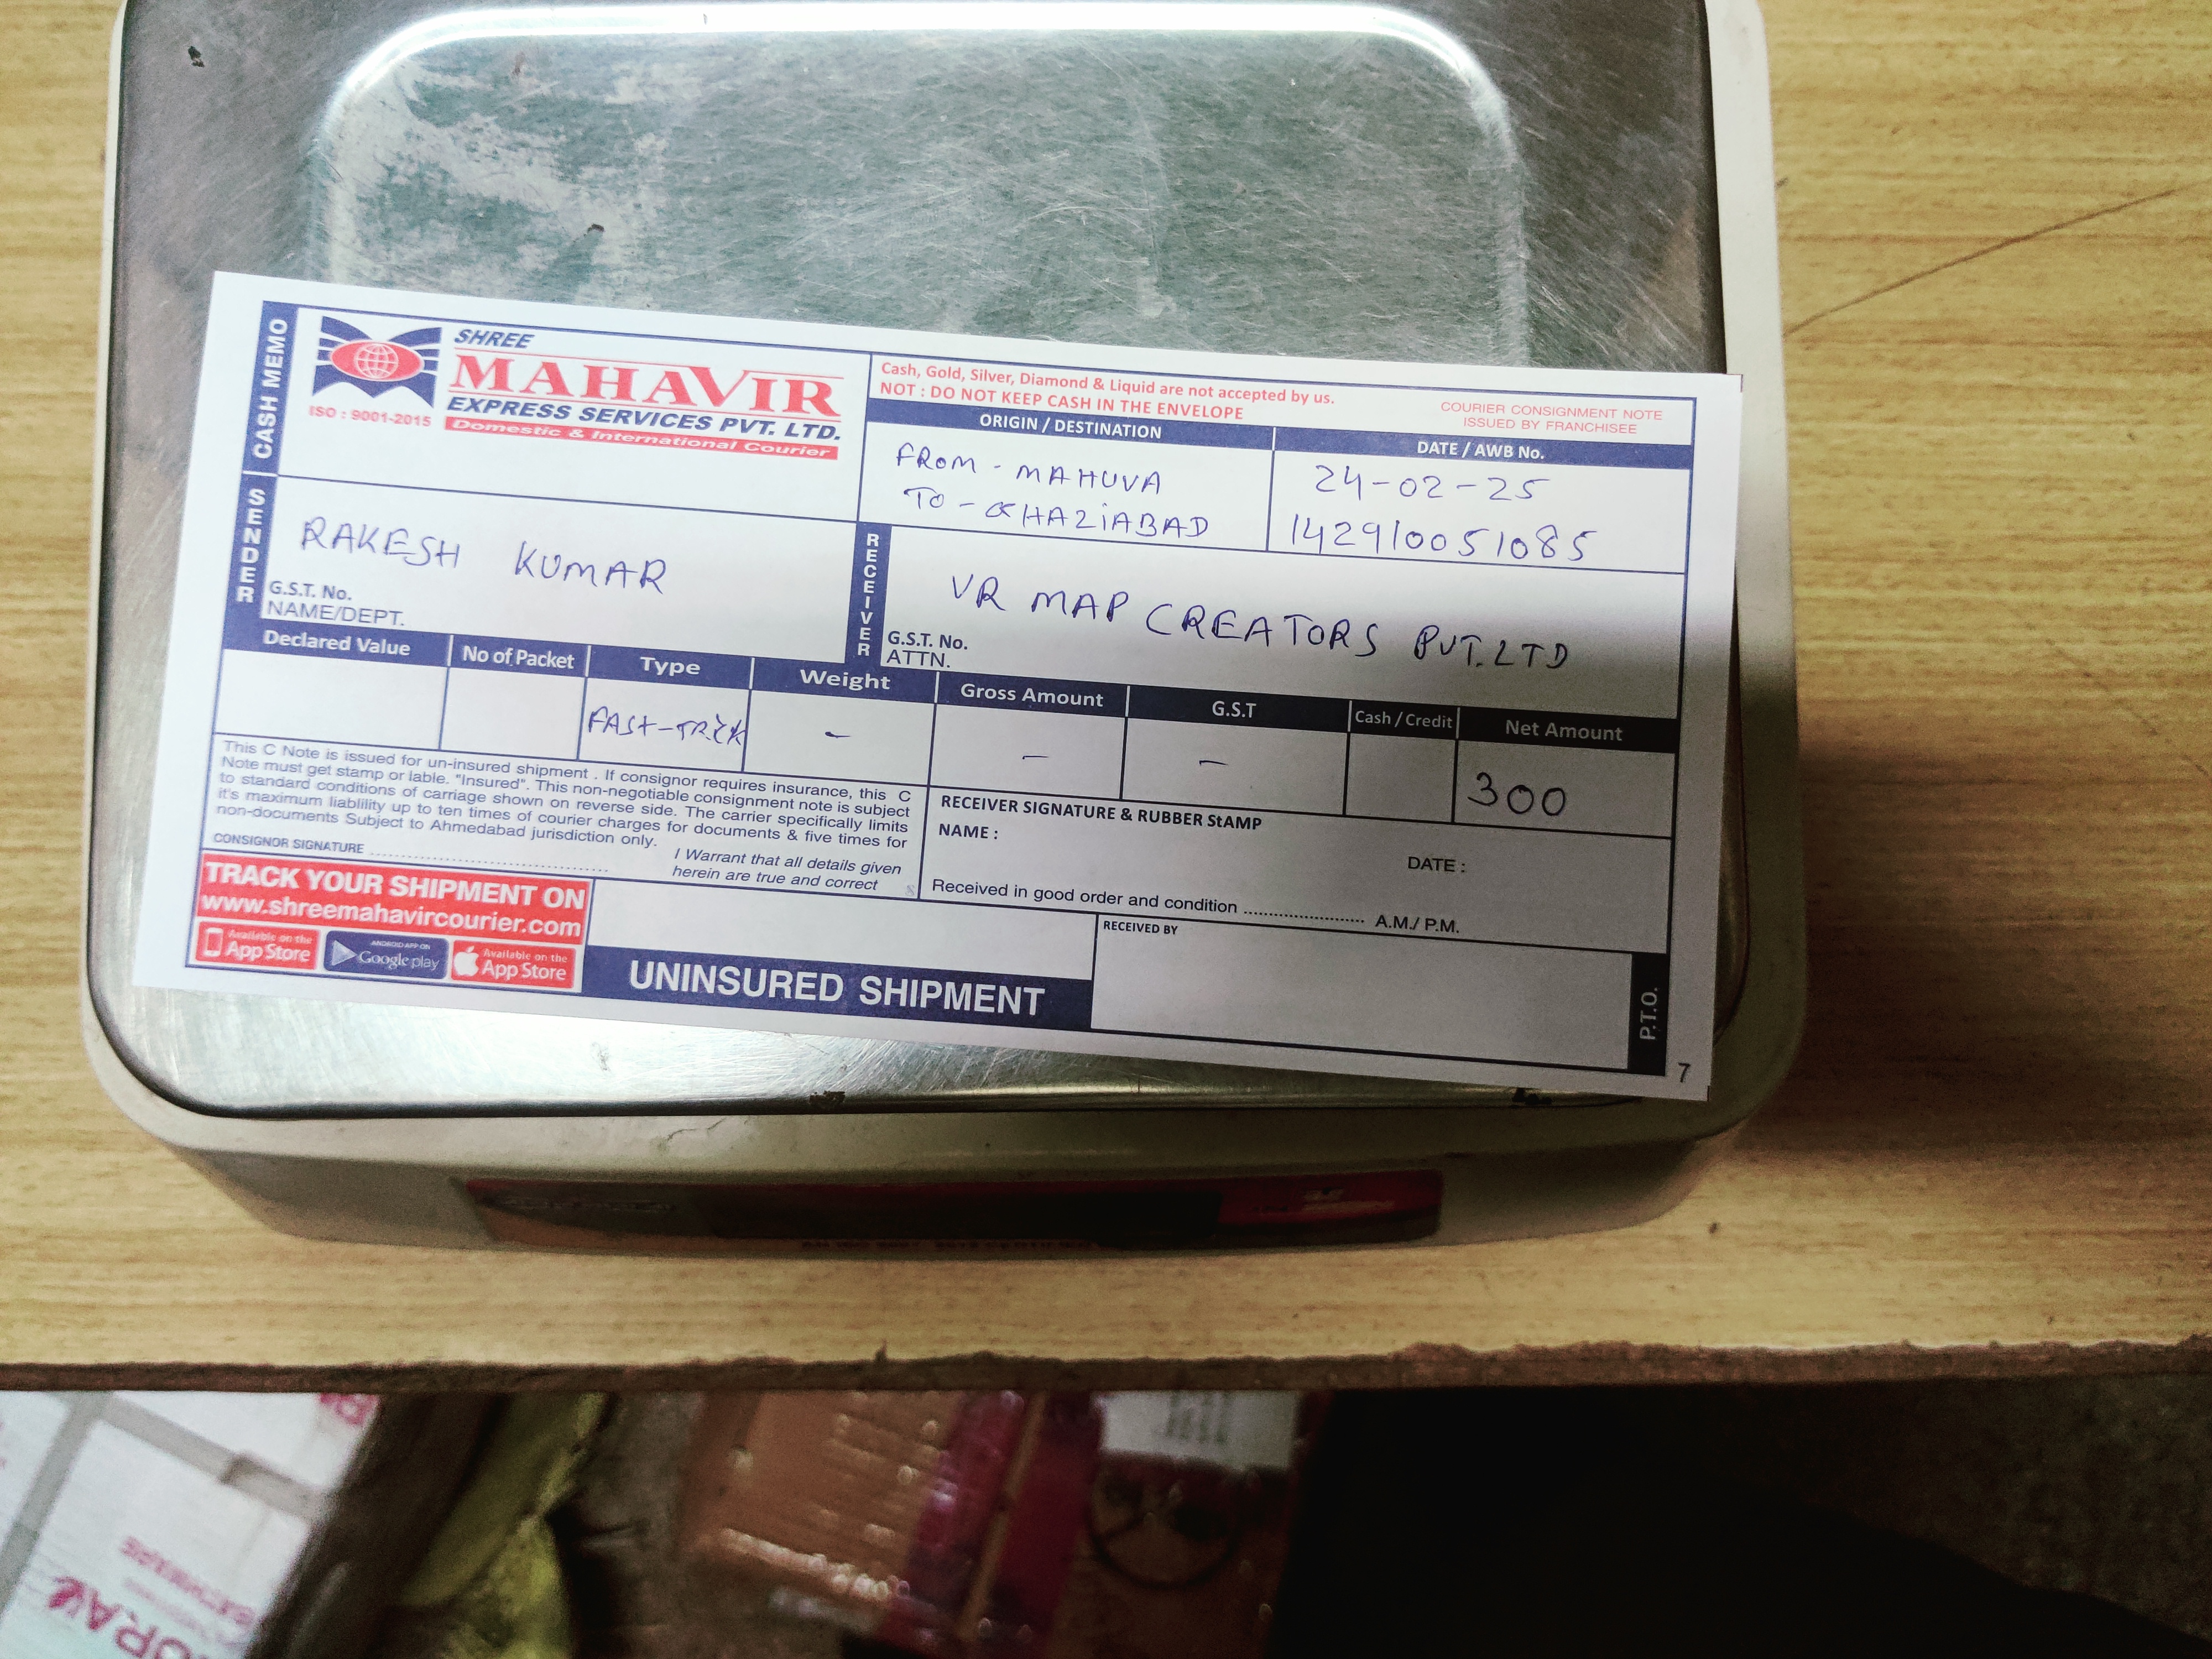 CASH MEMO
SHREE
MAHAVIR
EXPRESS SERVICES PVT. LTD.
ISO : 9001-2015
Domestic & International Courier
Cash, Gold, Silver, Diamond & Liquid are not accepted by us.
NOT : DO NOT KEEP CASH IN THE ENVELOPE
COURIER CONSIGNMENT NOTE
ISSUED BY FRANCHISEE
ORIGIN / DESTINATION
DATE / AWB No.
FROM - MAHUVA
TO - GHAZiABAD
24-02-25
142910051085
SENDER
RAKESH KUMAR
G.S.T. No.
NAME/DEPT.
RECEIVER
VR MAP CREATORS PVT. LTD
G.S.T. No.
ATTN.
Declared Value No of Packet Type Weight Gross Amount G.S.T Cash / Credit Net Amount
FAST-TRCK - - - 300
This C Note is issued for un-insured shipment . If consignor requires insurance, this C
Note must get stamp or lable. "Insured". This non-negotiable consignment note is subject
to standard conditions of carriage shown on reverse side. The carrier specifically limits
it's maximum liablility up to ten times of courier charges for documents & five times for
non-documents Subject to Ahmedabad jurisdiction only.
CONSIGNOR SIGNATURE
I Warrant that all details given
herein are true and correct
RECEIVER SIGNATURE & RUBBER StAMP
NAME :
DATE :
Received in good order and condition ...................... A.M./ P.M.
TRACK YOUR SHIPMENT ON
www.shreemahavircourier.com
Available on the
App Store
ANDROID APP ON
Google play
Available on the
App Store
UNINSURED SHIPMENT
RECEIVED BY
P.T.O.
7